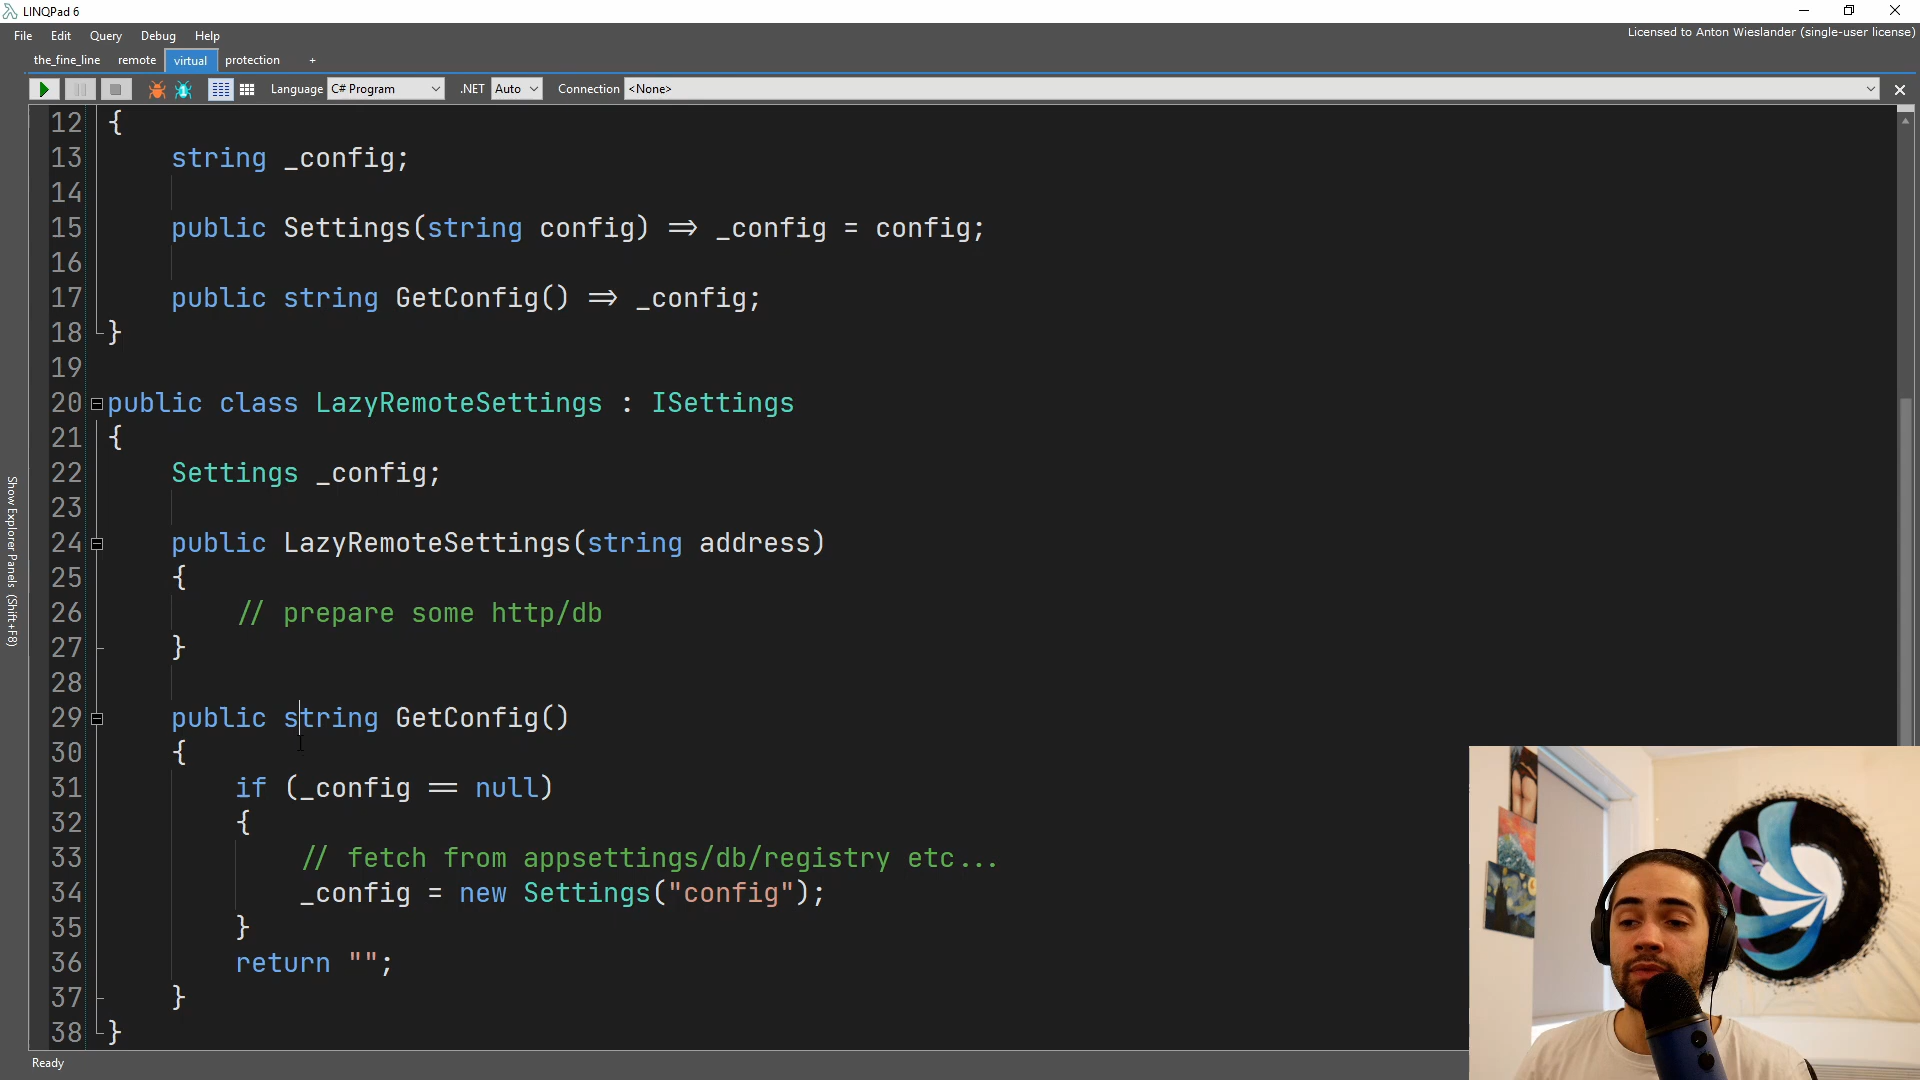 LINQPad 6
File Edit Query Debug Help
Licensed to Anton Wieslander (single-user license)
the_fine_line remote virtual protection +
Language C# Program .NET Auto Connection <None>
12 {
13 string _config;
14
15 public Settings(string config) => _config = config;
16
17 public string GetConfig() => _config;
18 }
19
20 public class LazyRemoteSettings : ISettings
21 {
22 Settings _config;
23
24 public LazyRemoteSettings(string address)
25 {
26 // prepare some http/db
27 }
28
29 public string GetConfig()
30 {
31 if (_config == null)
32 {
33 // fetch from appsettings/db/registry etc...
34 _config = new Settings("config");
35 }
36 return "";
37 }
38 }
Show Explorer Panels (Shift+F8)
Ready